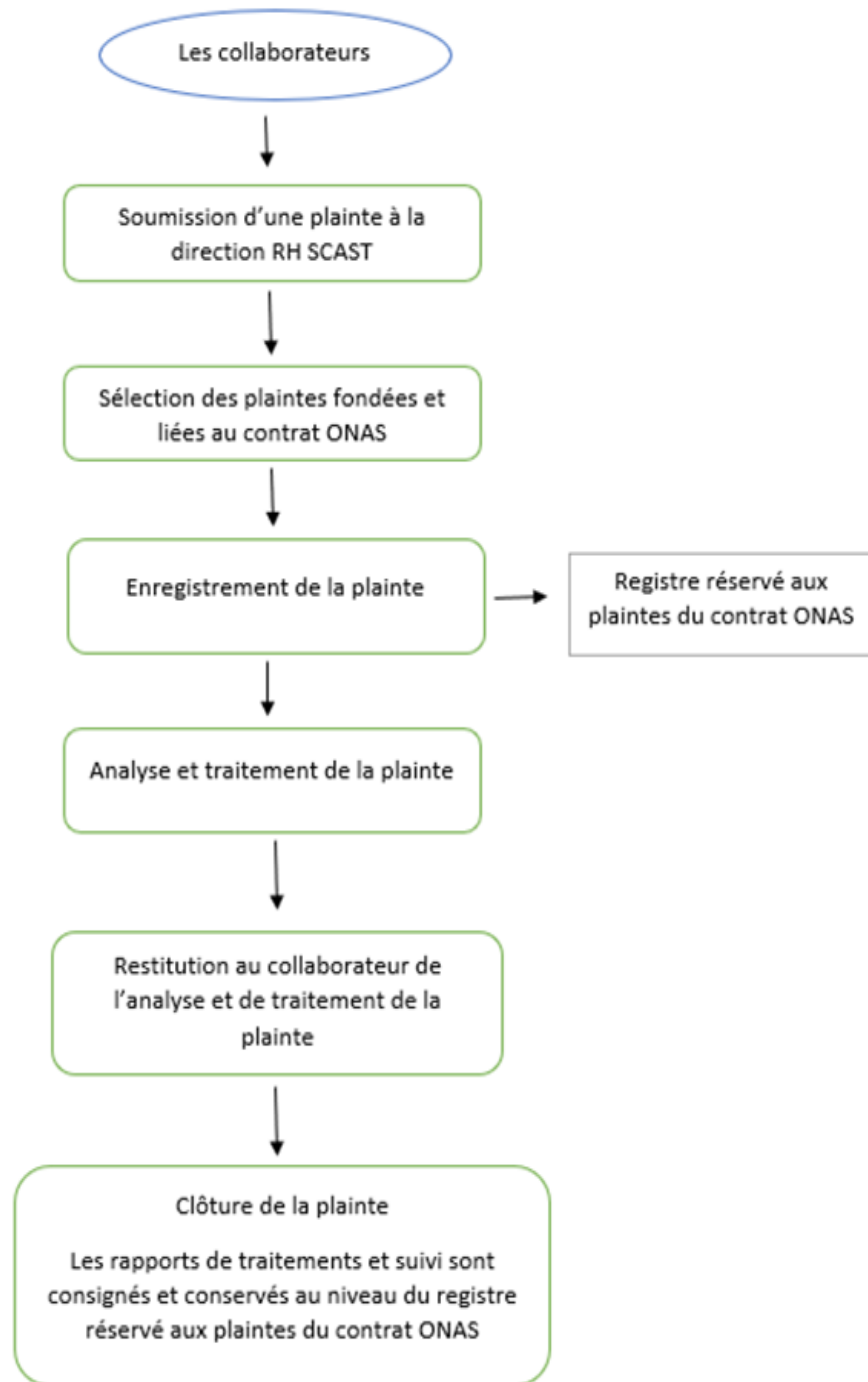 Les collaborateurs
Soumission d’une plainte à la
direction RH SCAST
Sélection des plaintes fondées et
liées au contrat ONAS
Enregistrement de la plainte
Registre réservé aux
plaintes du contrat ONAS
Analyse et traitement de la plainte
Restitution au collaborateur de
l’analyse et de traitement de la
plainte
Clôture de la plainte
Les rapports de traitements et suivi sont
consignés et conservés au niveau du registre
réservé aux plaintes du contrat ONAS